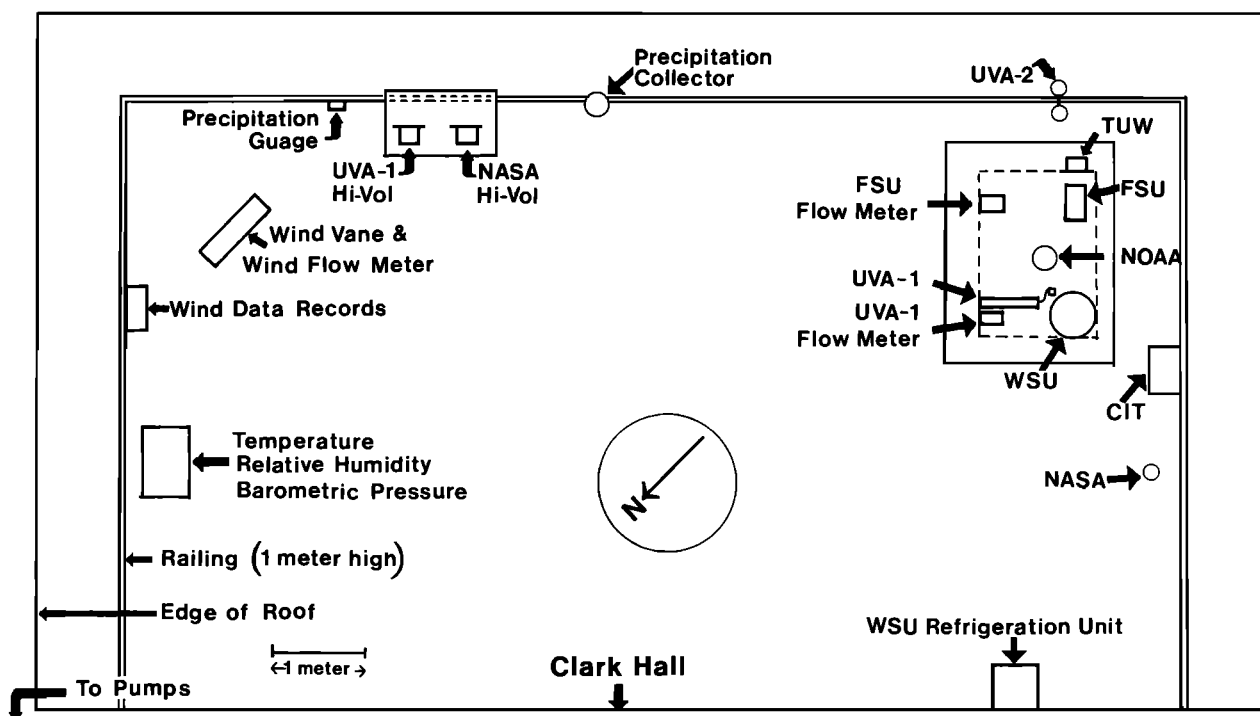 Precipitation
Collector
UVA-2
Precipitation
Guage
TUW
UVA-1
Hi-Vol
NASA
Hi-Vol
FSU
Flow Meter
FSU
Wind Vane &
Wind Flow Meter
NOAA
UVA-1
Wind Data Records
UVA-1
Flow Meter
WSU
CIT
Temperature
Relative Humidity
Barometric Pressure
NASA
N
Railing (1 meter high)
Edge of Roof
WSU Refrigeration Unit
1 meter
Clark Hall
To Pumps